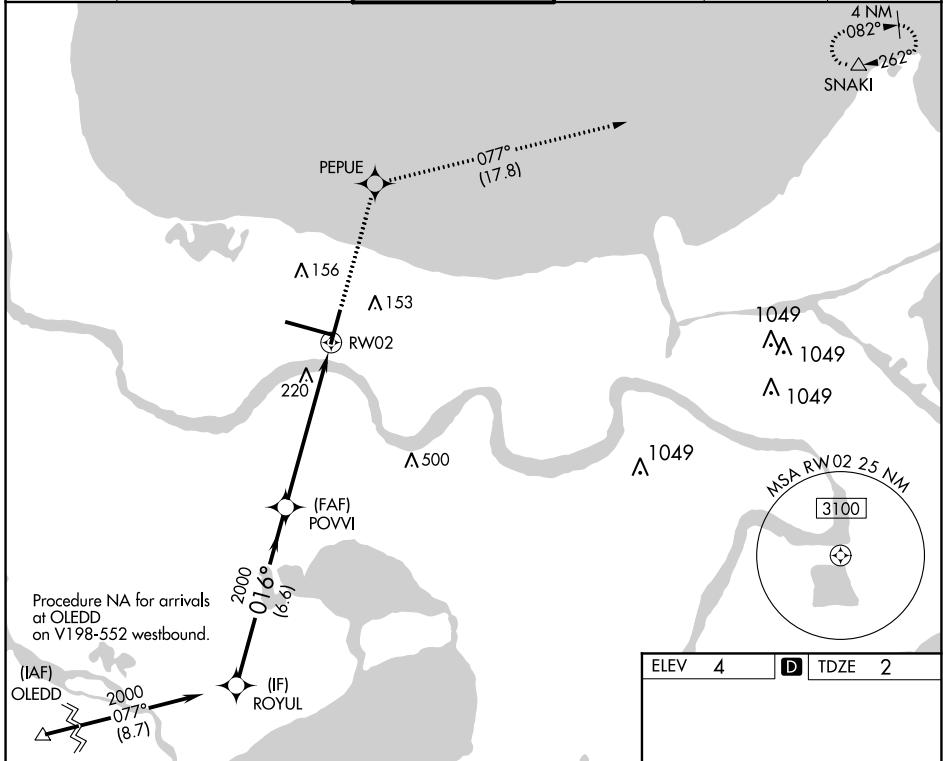 4 NM
082°
262°
SNAKI
PEPUE
077°
(17.8)
156
153
RW02
1049
1049
220
1049
500
1049
MSA RW02 25 NM
3100
(FAF)
POVVI
2000
016°
(6.6)
Procedure NA for arrivals
at OLEDD
on V198-552 westbound.
(IAF)
OLEDD
2000
077°
(8.7)
(IF)
ROYUL
ELEV 4 D TDZE 2